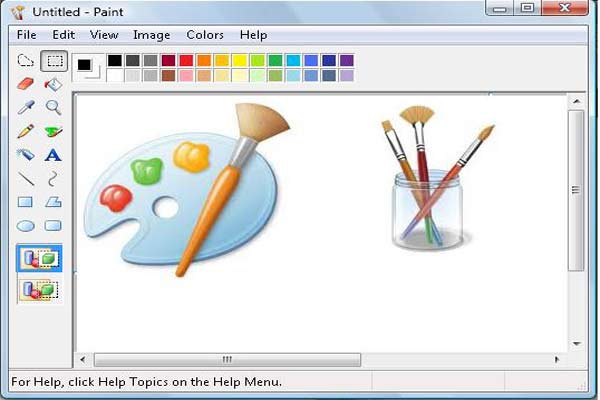 Untitled - Paint
File Edit View Image Colors Help
A
For Help, click Help Topics on the Help Menu.